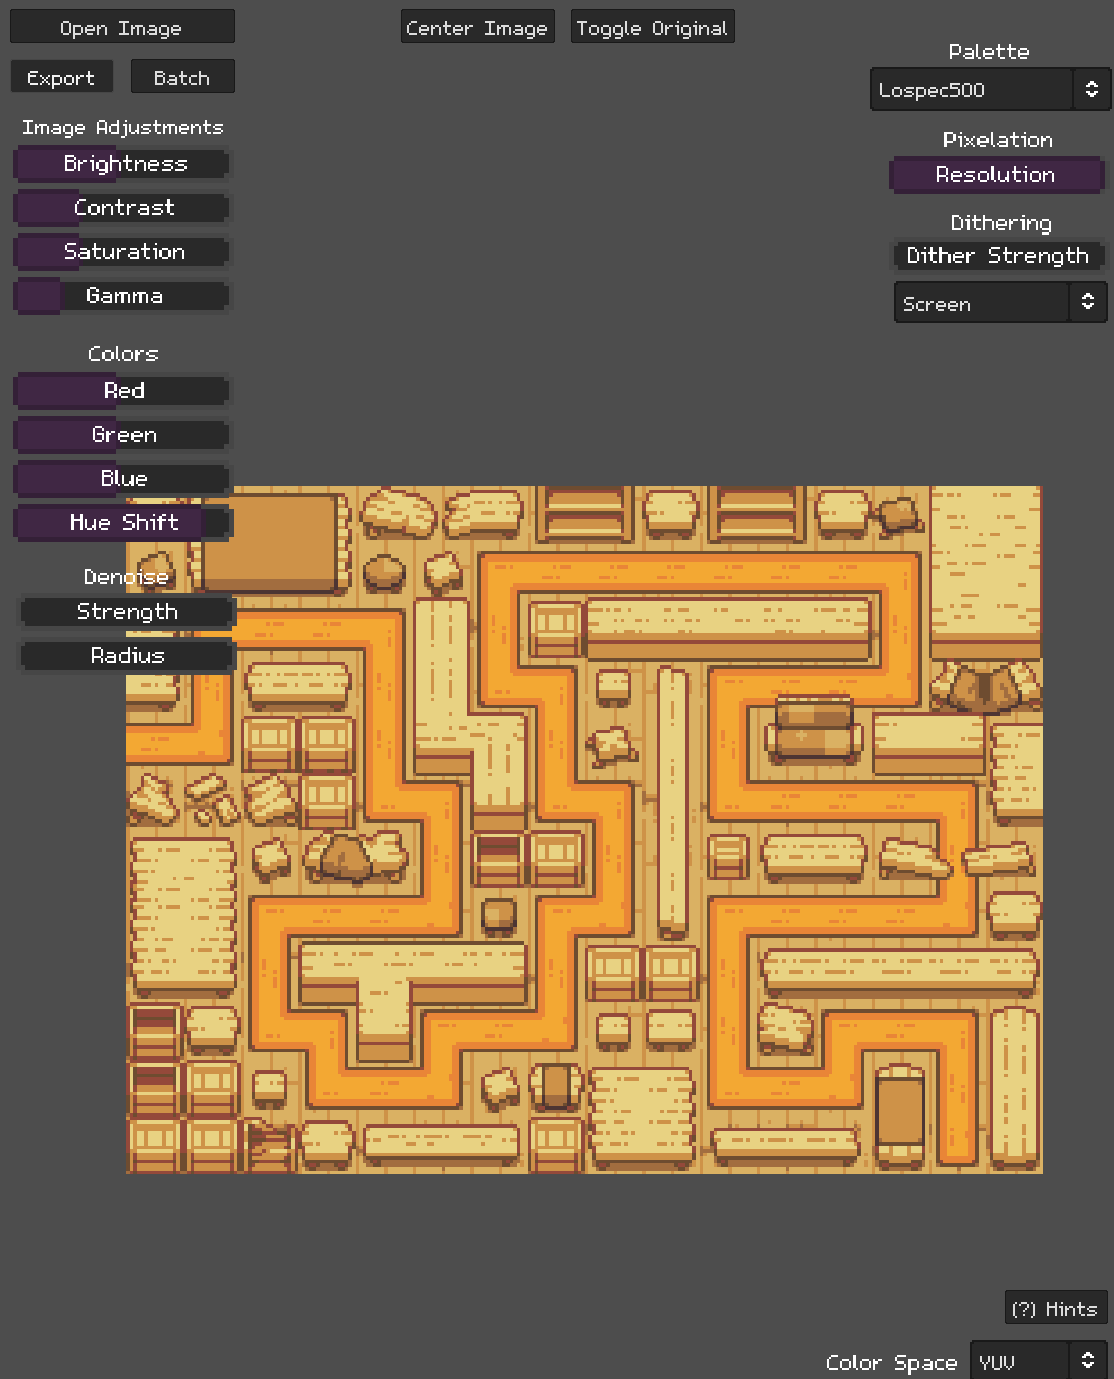 Open Image
Center Image
Toggle Original
Export
Batch
Palette
Lospec500
Image Adjustments
Brightness
Contrast
Saturation
Gamma
Pixelation
Resolution
Dithering
Dither Strength
Screen
Colors
Red
Green
Blue
Hue Shift
Denoise
Strength
Radius
(?) Hints
Color Space
YUV